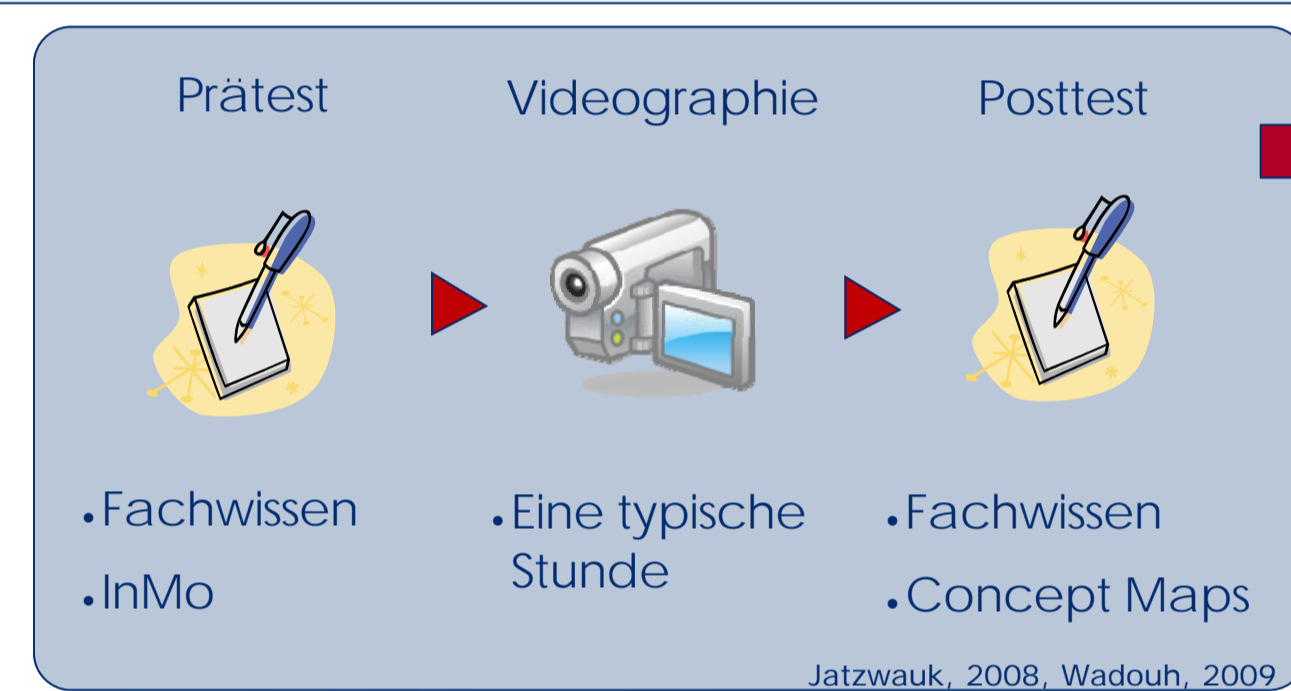 Prätest
Videographie
Posttest
• Fachwissen
• InMo
• Eine typische
Stunde
• Fachwissen
• Concept Maps
Jatzwauk, 2008, Wadouh, 2009